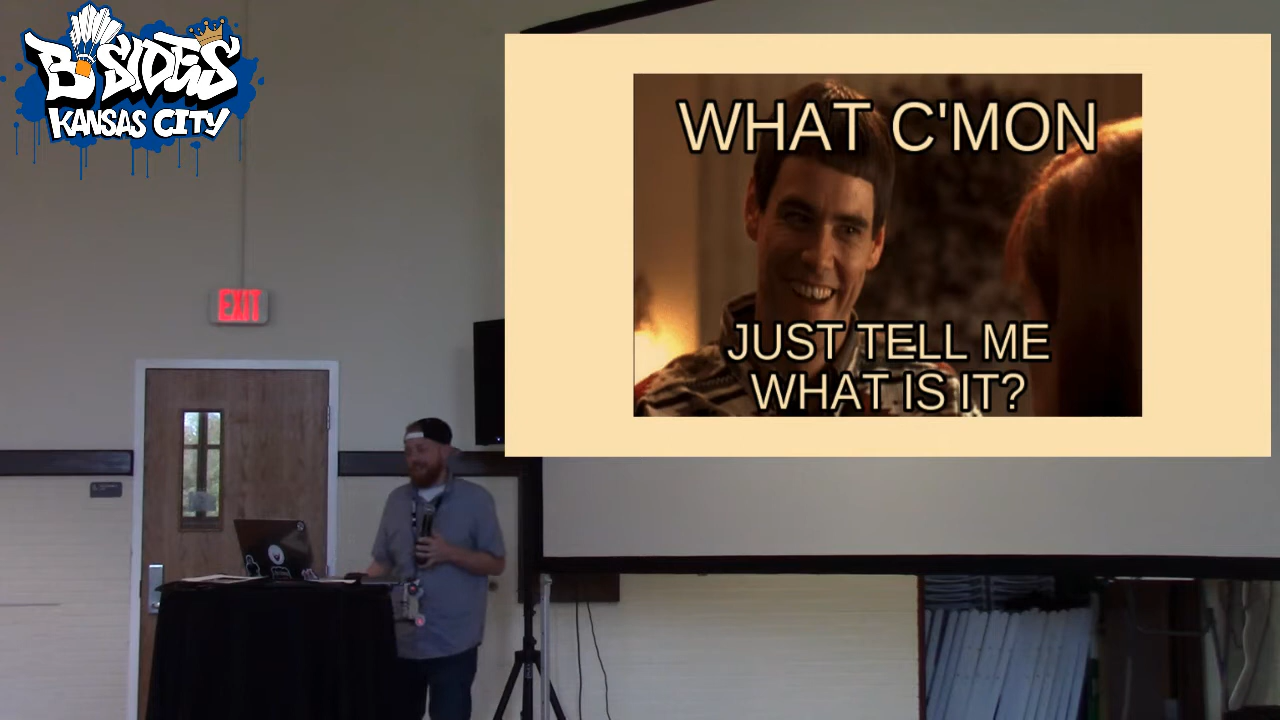 B-SIDES
KANSAS CITY
WHAT C'MON
JUST TELL ME
WHAT IS IT?
EXIT